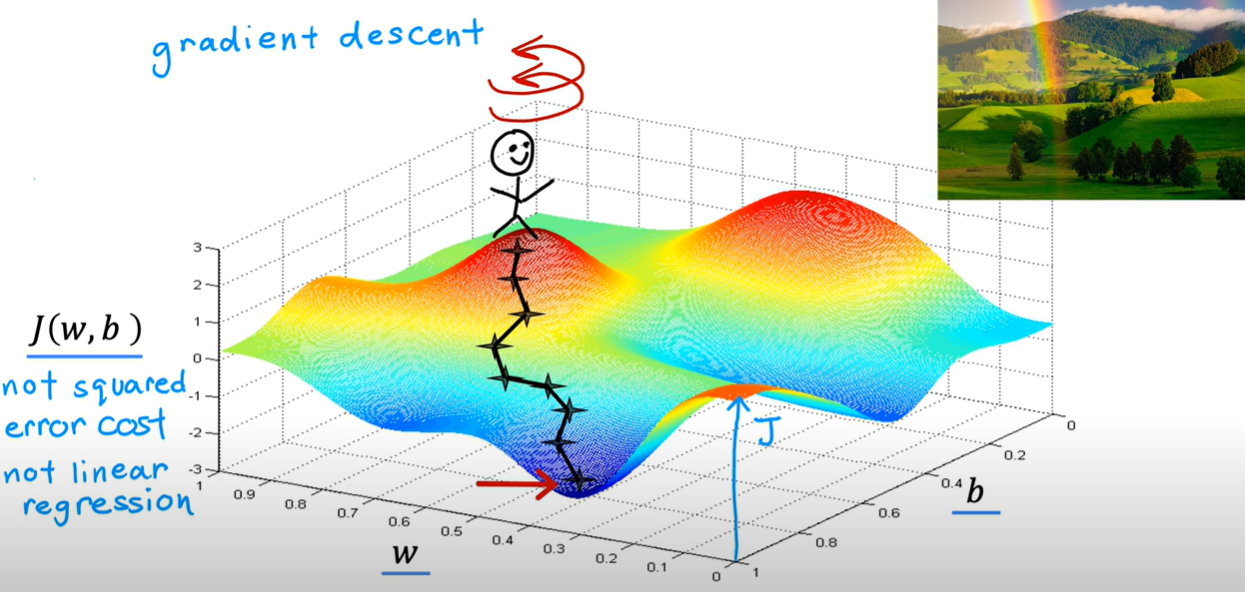 gradient descent
J(w, b )
not squared
error cost
not linear
regression
3
2
1
0
-1
-2
-3
1
0.9
0.8
0.7
0.6
0.5
0.4
0.3
0.2
0.1
0
w
1
0.8
0.6
0.4
0.2
0
b
J